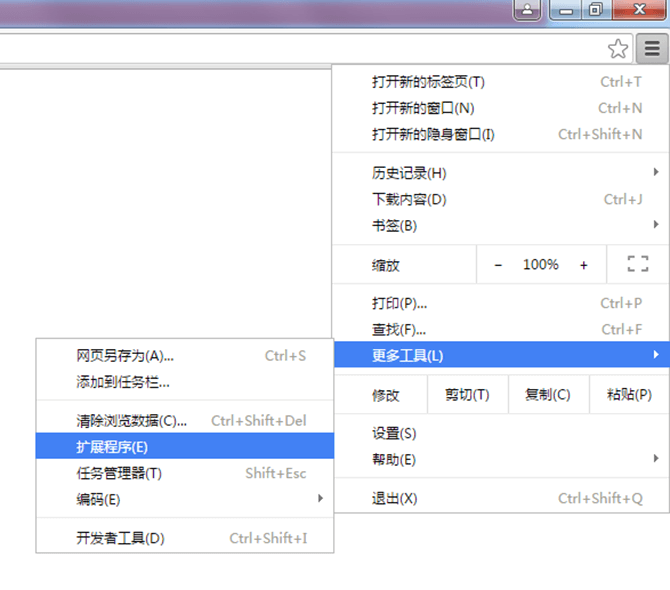 打开新的标签页(T) Ctrl+T
打开新的窗口(N) Ctrl+N
打开新的隐身窗口(I) Ctrl+Shift+N
历史记录(H)
下载内容(D) Ctrl+J
书签(B)
缩放 - 100% +
打印(P)... Ctrl+P
查找(F)... Ctrl+F
更多工具(L)
修改 剪切(T) 复制(C) 粘贴(P)
设置(S)
帮助(E)
退出(X) Ctrl+Shift+Q
网页另存为(A)... Ctrl+S
添加到任务栏...
清除浏览数据(C)... Ctrl+Shift+Del
扩展程序(E)
任务管理器(T) Shift+Esc
编码(E)
开发者工具(D) Ctrl+Shift+I